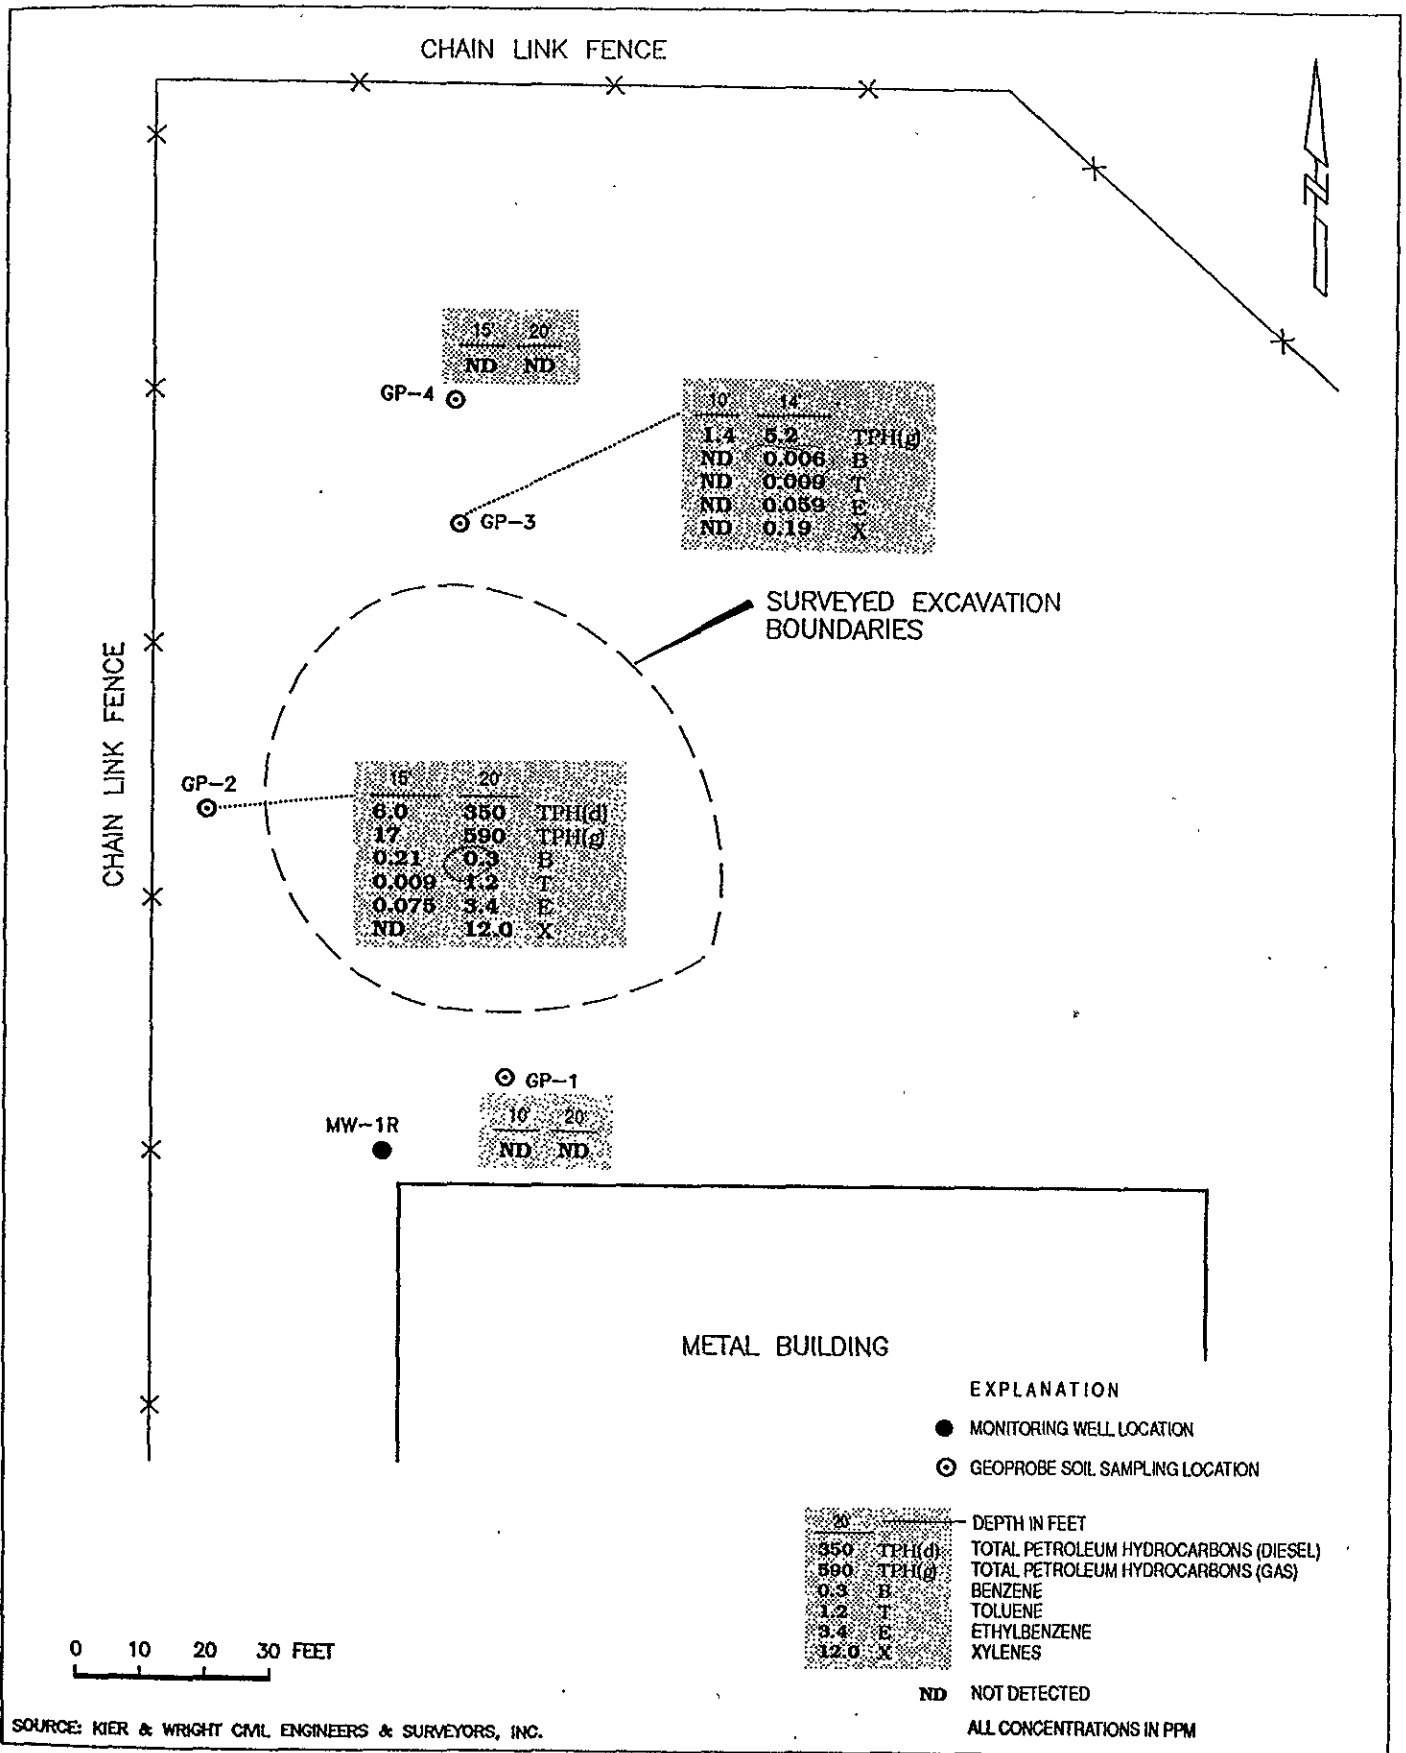 CHAIN LINK FENCE
N
15' 20'
ND ND
GP-4
10' 14'
1.4 5.2 TPH(g)
ND 0.006 B
ND 0.009 T
ND 0.059 E
ND 0.19 X
GP-3
SURVEYED EXCAVATION
BOUNDARIES
CHAIN LINK FENCE
GP-2
15' 20'
6.0 350 TPH(d)
17 590 TPH(g)
0.21 0.3 B
0.009 1.2 T
0.075 3.4 E
ND 12.0 X
GP-1
10' 20'
ND ND
MW-1R
METAL BUILDING
EXPLANATION
MONITORING WELL LOCATION
GEOPROBE SOIL SAMPLING LOCATION
20' DEPTH IN FEET
350 TPH(d) TOTAL PETROLEUM HYDROCARBONS (DIESEL)
590 TPH(g) TOTAL PETROLEUM HYDROCARBONS (GAS)
0.3 B BENZENE
1.2 T TOLUENE
3.4 E ETHYLBENZENE
12.0 X XYLENES
ND NOT DETECTED
ALL CONCENTRATIONS IN PPM
0 10 20 30 FEET
SOURCE: KIER & WRIGHT CIVIL ENGINEERS & SURVEYORS, INC.